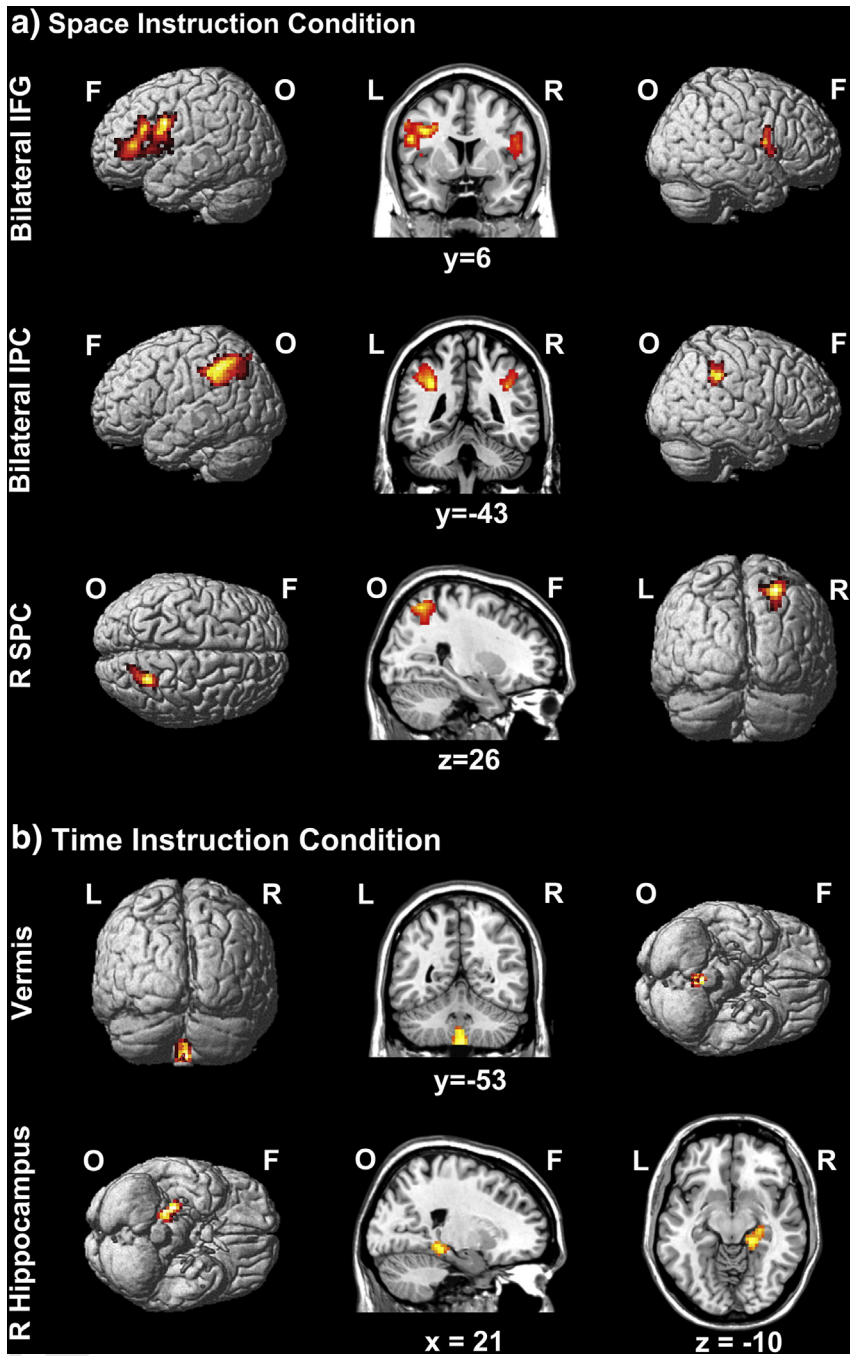 a) Space Instruction Condition
Bilateral IFG
F O L R O F
y=6
Bilateral IPC
F O L R O F
y=-43
R SPC
O F O F L R
z=26
b) Time Instruction Condition
Vermis
L R L R O F
y=-53
R Hippocampus
O F O F L R
x = 21 z = -10